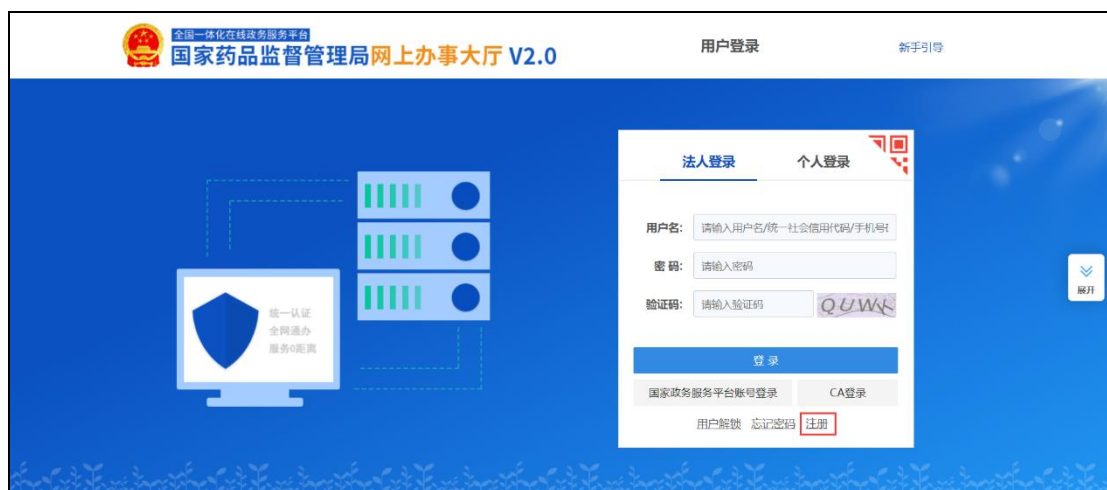 全国一体化在线政务服务平台
国家药品监督管理局网上办事大厅 V2.0
用户登录
新手引导
法人登录 个人登录
用户名: 请输入用户名/统一社会信用代码/手机号
密 码: 请输入密码
验证码: 请输入验证码
登 录
国家政务服务平台账号登录 CA登录
用户解锁 忘记密码 注册
统一认证
全网通办
服务0距离
展开